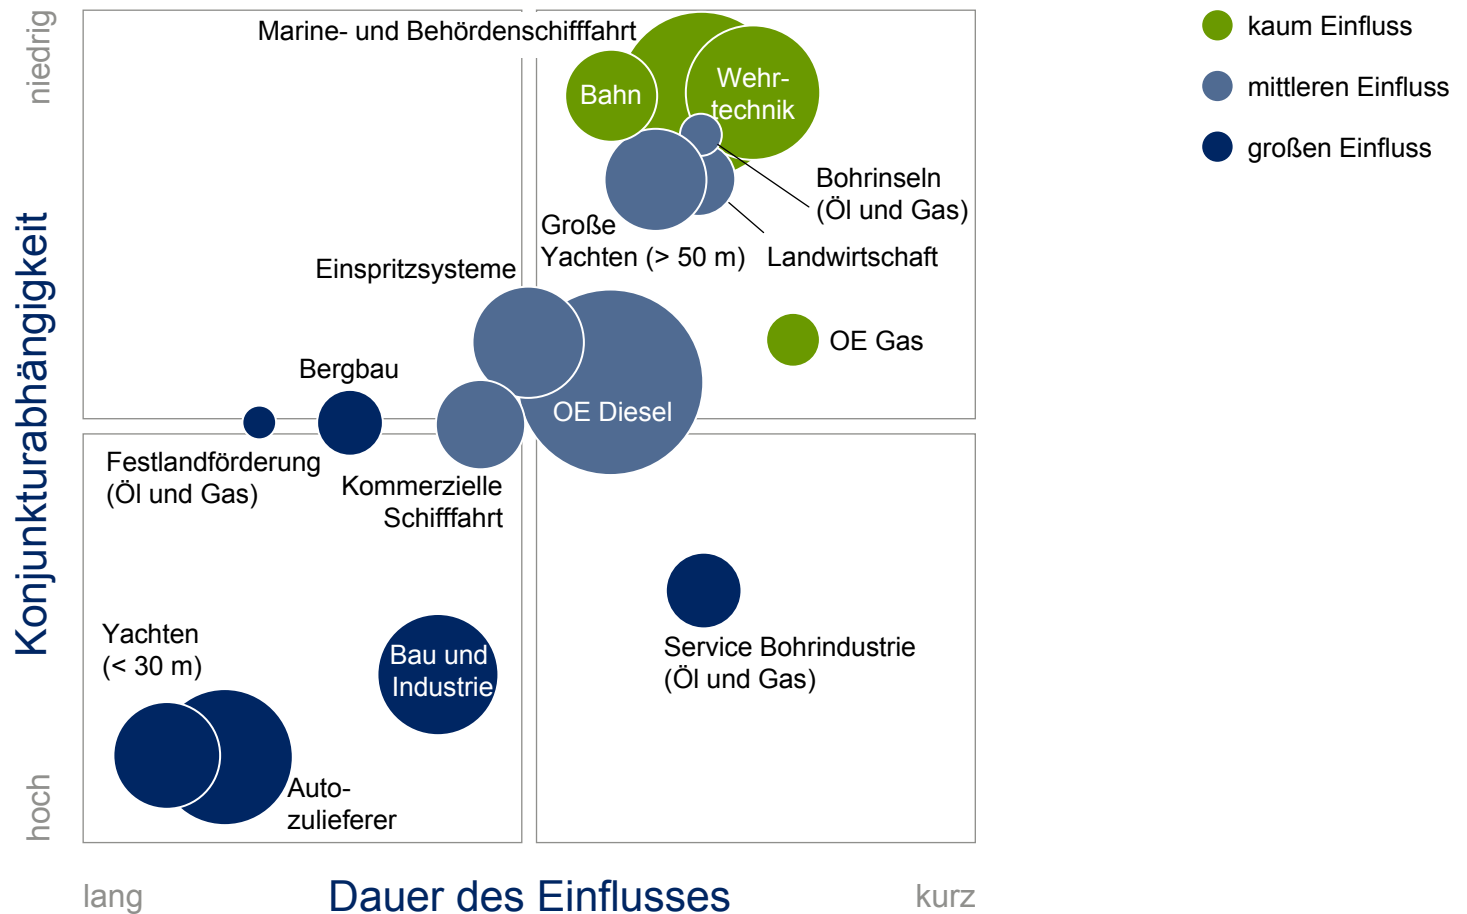 niedrig
Konjunkturabhängigkeit
hoch
Marine- und Behördenschifffahrt
Bahn
Wehr-
technik
Bohrinseln
(Öl und Gas)
Große
Yachten (> 50 m)
Landwirtschaft
Einspritzsysteme
OE Gas
Bergbau
OE Diesel
Festlandförderung
(Öl und Gas)
Kommerzielle
Schifffahrt
Yachten
(< 30 m)
Bau und
Industrie
Service Bohrindustrie
(Öl und Gas)
Auto-
zulieferer
lang
Dauer des Einflusses
kurz
kaum Einfluss
mittleren Einfluss
großen Einfluss